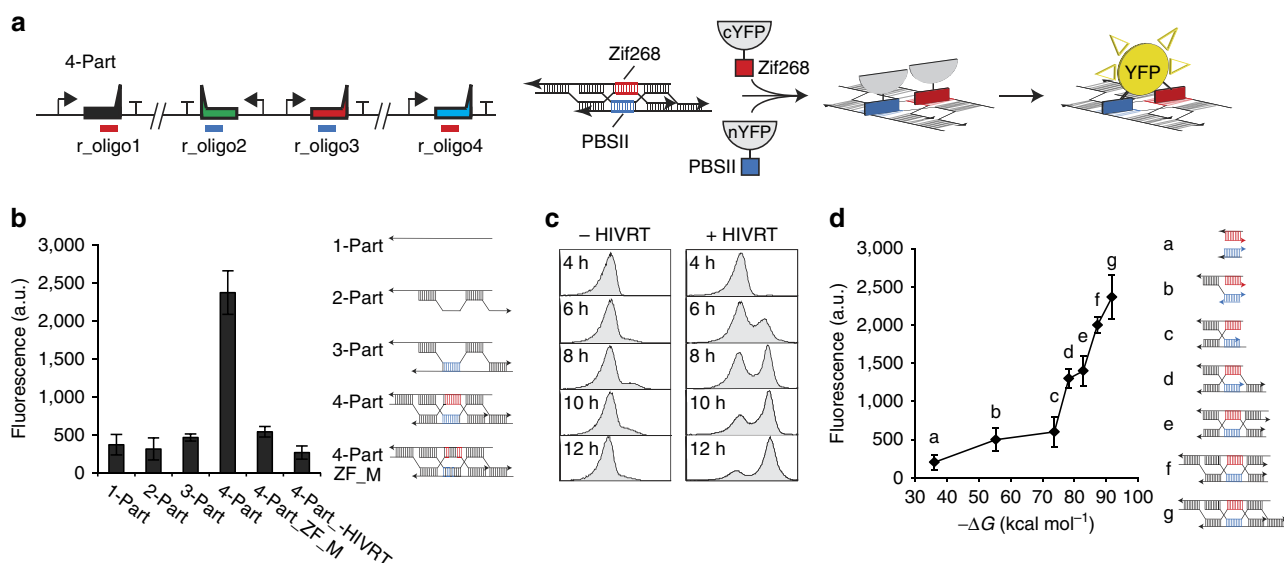 a
4-Part
r_oligo1
r_oligo2
r_oligo3
r_oligo4
Zif268
PBSII
cYFP
Zif268
nYFP
PBSII
YFP
b
Fluorescence (a.u.)
3,000
2,500
2,000
1,500
1,000
500
0
1-Part
2-Part
3-Part
4-Part
4-Part_ZF_M
4-Part_-HIVRT
1-Part
2-Part
3-Part
4-Part
4-Part
ZF_M
c
– HIVRT
+ HIVRT
4 h
4 h
6 h
6 h
8 h
8 h
10 h
10 h
12 h
12 h
d
Fluorescence (a.u.)
3,000
2,500
2,000
1,500
1,000
500
0
a
b
c
d
e
f
g
30 40 50 60 70 80 90 100
–ΔG (kcal mol⁻¹)
a
b
c
d
e
f
g